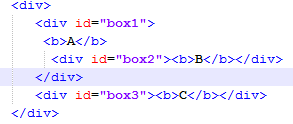 <div>
<div id="box1">
<b>A</b>
<div id="box2"><b>B</b></div>
</div>
<div id="box3"><b>C</b></div>
</div>